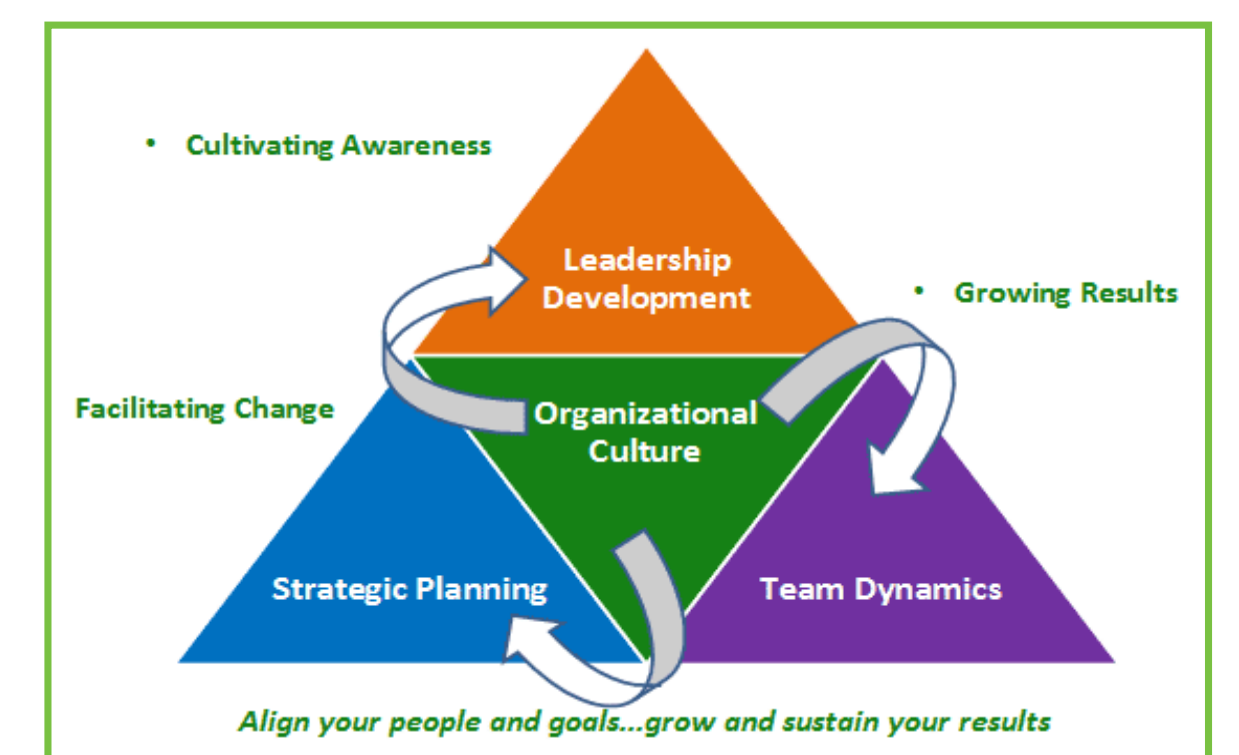 • Cultivating Awareness
Leadership
Development
• Growing Results
Facilitating Change
Organizational
Culture
Strategic Planning
Team Dynamics
Align your people and goals...grow and sustain your results